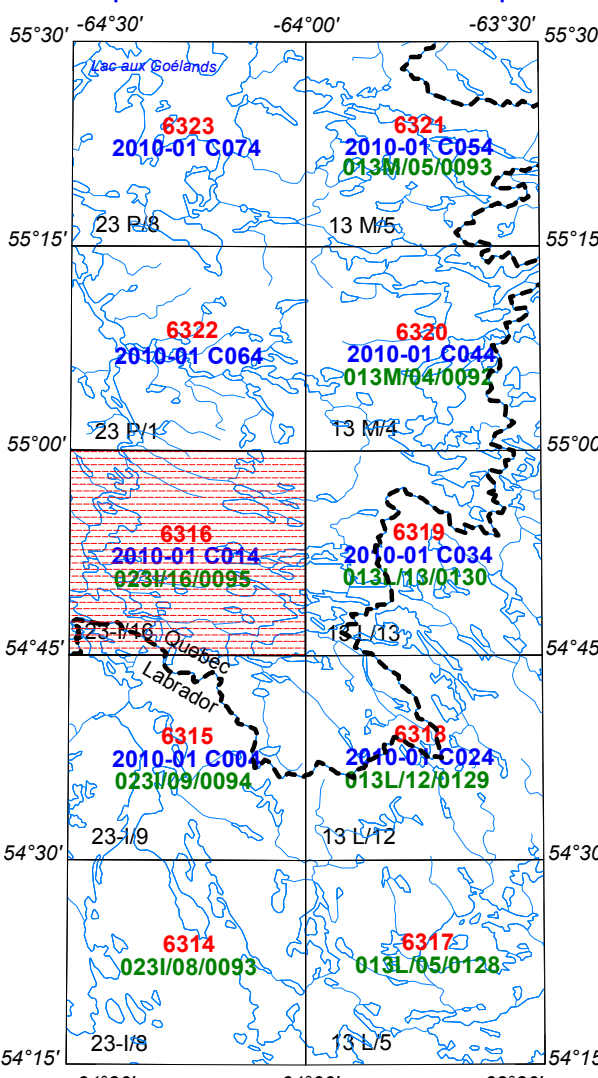 -64°30' -64°00' -63°30'
55°30' 55°30'
Lac aux Goélands
6323
2010-01 C074
23 P/8
6321
2010-01 C054
013M/05/0093
13 M/5
55°15' 55°15'
6322
2010-01 C064
23 P/1
6320
2010-01 C044
013M/04/0092
13 M/4
55°00' 55°00'
6316
2010-01 C014
023I/16/0095
23-I/16
6319
2010-01 C034
013L/13/0130
13 L/13
Québec
Labrador
54°45' 54°45'
6315
2010-01 C004
023I/09/0094
23-I/9
6318
2010-01 C024
013L/12/0129
13 L/12
54°30' 54°30'
6314
023I/08/0093
23-I/8
6317
013L/05/0128
13 L/5
54°15' 54°15'